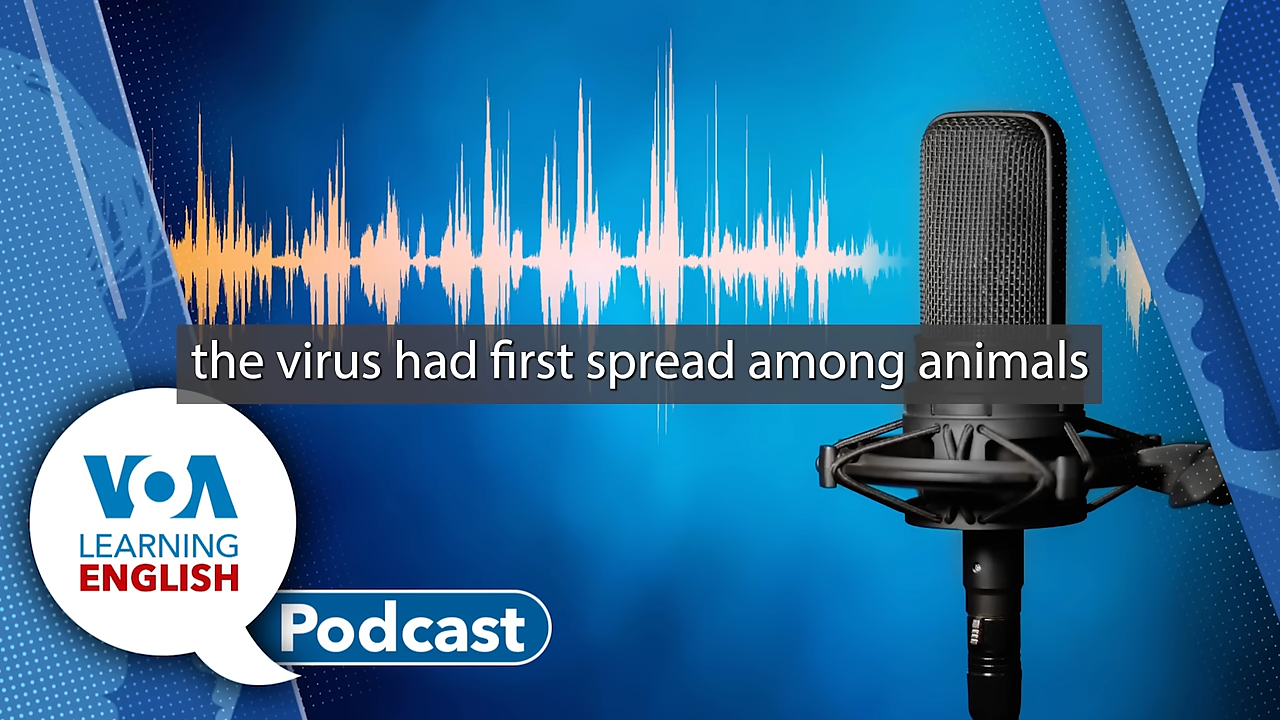 the virus had first spread among animals
VOA
LEARNING
ENGLISH
Podcast